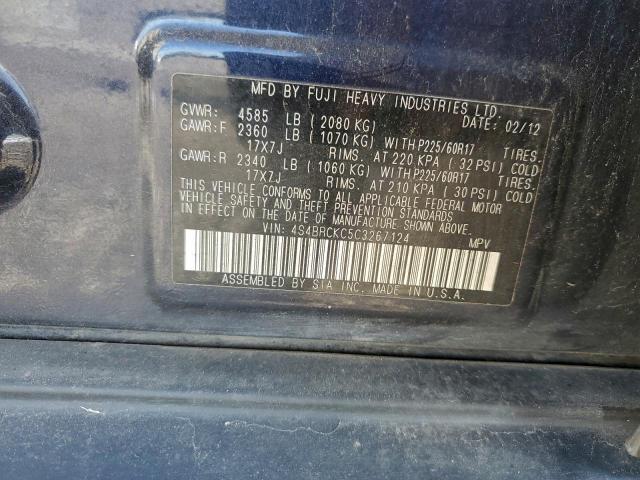 MFD BY FUJI HEAVY INDUSTRIES LTD.
GVWR: 4585 LB (2080 KG) DATE: 02/12
GAWR:F 2360 LB (1070 KG) WITH P225/60R17 TIRES.
17X7J RIMS. AT 220 KPA (32 PSI) COLD
GAWR:R 2340 LB (1060 KG) WITH P225/60R17 TIRES.
17X7J RIMS. AT 210 KPA (30 PSI) COLD
THIS VEHICLE CONFORMS TO ALL APPLICABLE FEDERAL MOTOR
VEHICLE SAFETY AND THEFT PREVENTION STANDARDS
IN EFFECT ON THE DATE OF MANUFACTURE SHOWN ABOVE.
VIN: 4S4BRCKC5C3267124 MPV
ASSEMBLED BY SIA INC. MADE IN U.S.A.